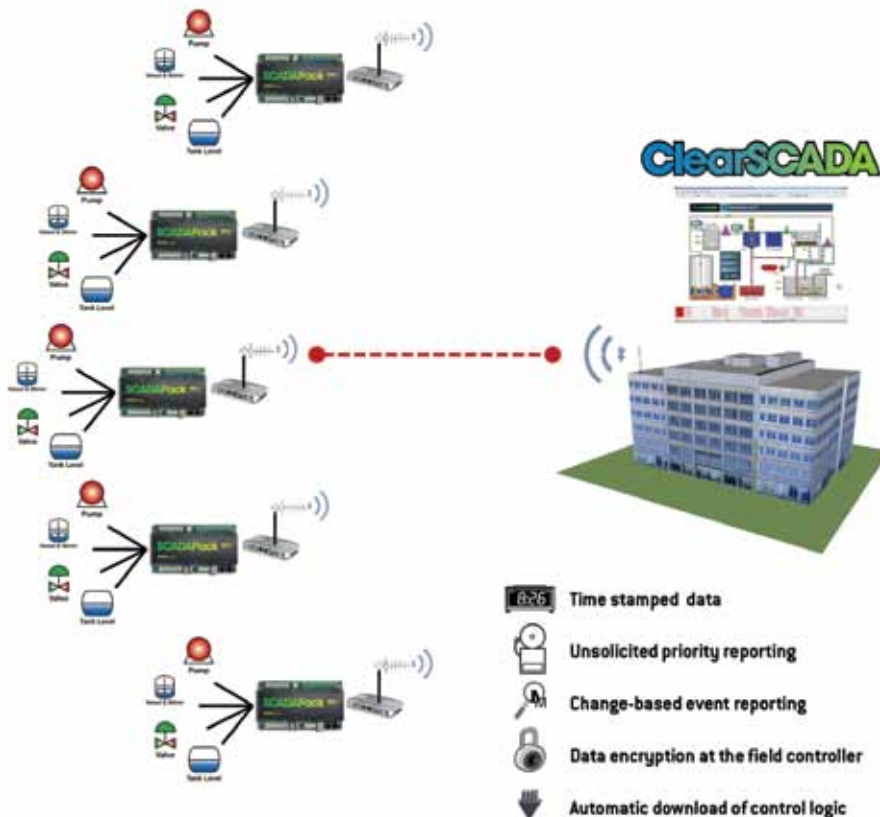 Pump
SCADAPack
Valve
Tank Level
Pump
SCADAPack
Valve
Tank Level
ClearSCADA
Pump
SCADAPack
Valve
Tank Level
Pump
SCADAPack
Valve
Tank Level
Pump
SCADAPack
Valve
Tank Level
8:26 Time stamped data
Unsolicited priority reporting
Change-based event reporting
Data encryption at the field controller
Automatic download of control logic